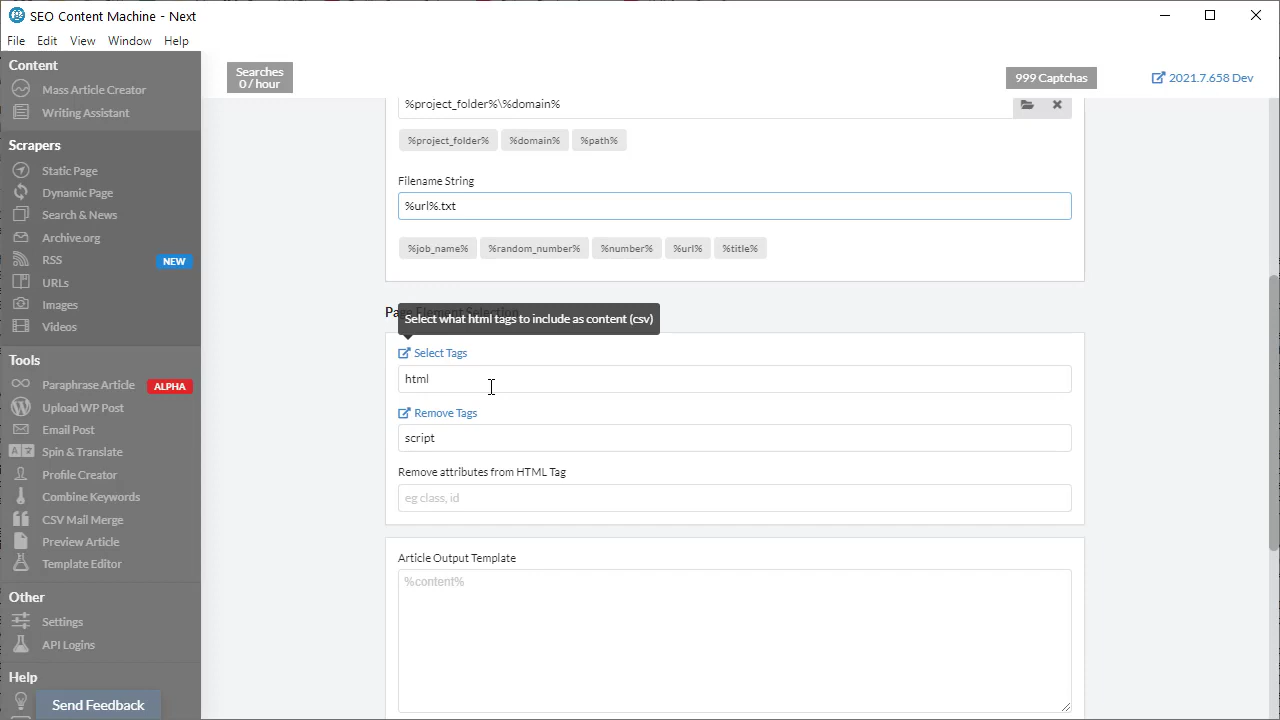 SEO Content Machine - Next
File Edit View Window Help
Content
Mass Article Creator
Writing Assistant
Scrapers
Static Page
Dynamic Page
Search & News
Archive.org
RSS NEW
URLs
Images
Videos
Tools
Paraphrase Article ALPHA
Upload WP Post
Email Post
Spin & Translate
Profile Creator
Combine Keywords
CSV Mail Merge
Preview Article
Template Editor
Other
Settings
API Logins
Help
Send Feedback
Searches
0 / hour
999 Captchas
2021.7.658 Dev
%project_folder%\%domain%
%project_folder% %domain% %path%
Filename String
%url%.txt
%job_name% %random_number% %number% %url% %title%
Page Element Selection
Select what html tags to include as content (csv)
Select Tags
html
Remove Tags
script
Remove attributes from HTML Tag
eg class, id
Article Output Template
%content%